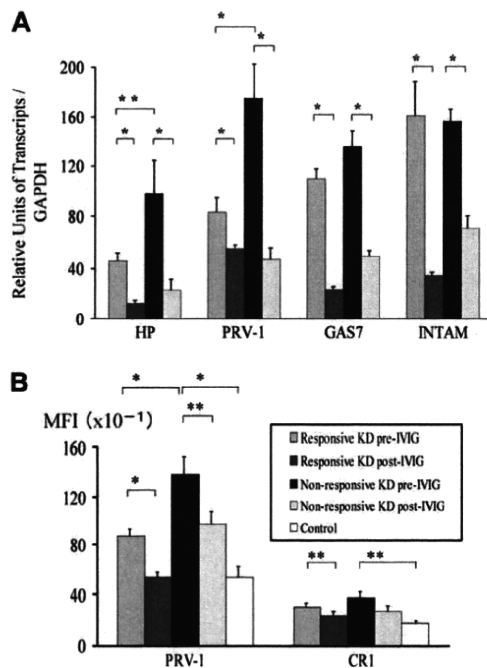 A
Relative Units of Transcripts /
GAPDH
200
160
120
80
40
0
* *
*
*
*
*
*
*
*
*
*
HP
PRV-1
GAS7
INTAM
B
MFI (x10⁻¹)
160
120
80
40
0
*
*
**
*
**
**
Responsive KD pre-IVIG
Responsive KD post-IVIG
Non-responsive KD pre-IVIG
Non-responsive KD post-IVIG
Control
PRV-1
CR1